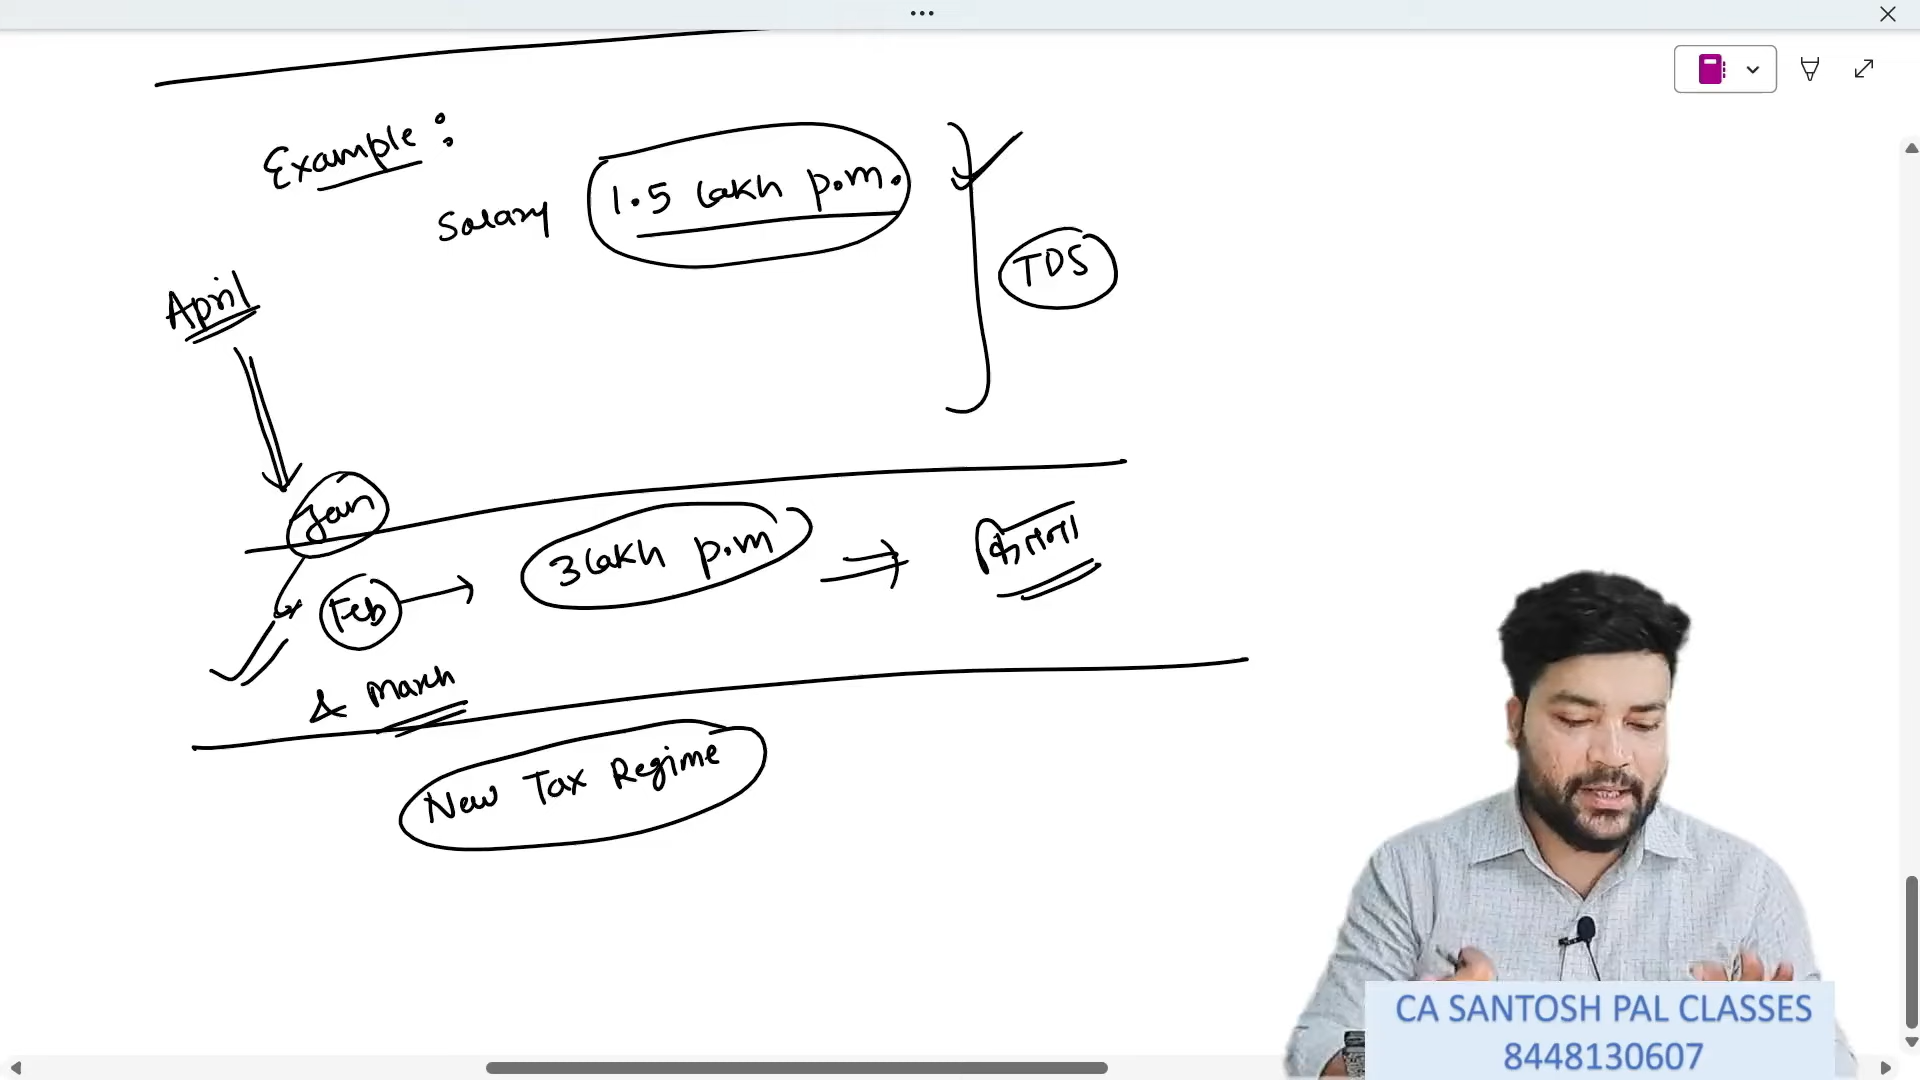 Example :
Salary 1.5 Lakh p.m.
TDS
April
Jan
Feb → 3 Lakh p.m ⇒ कितना
& March
New Tax Regime
CA SANTOSH PAL CLASSES
8448130607